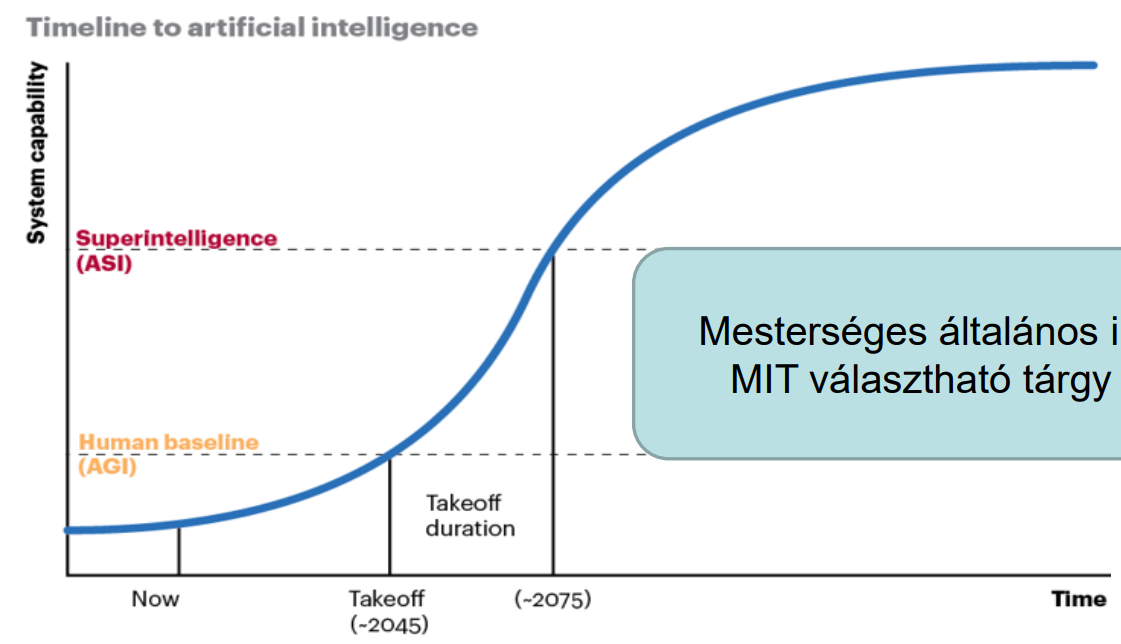 Timeline to artificial intelligence
System capability
Superintelligence
(ASI)
Mesterséges általános
MIT választható tárgy
Human baseline
(AGI)
Takeoff
duration
Now
Takeoff
(~2045)
(~2075)
Time